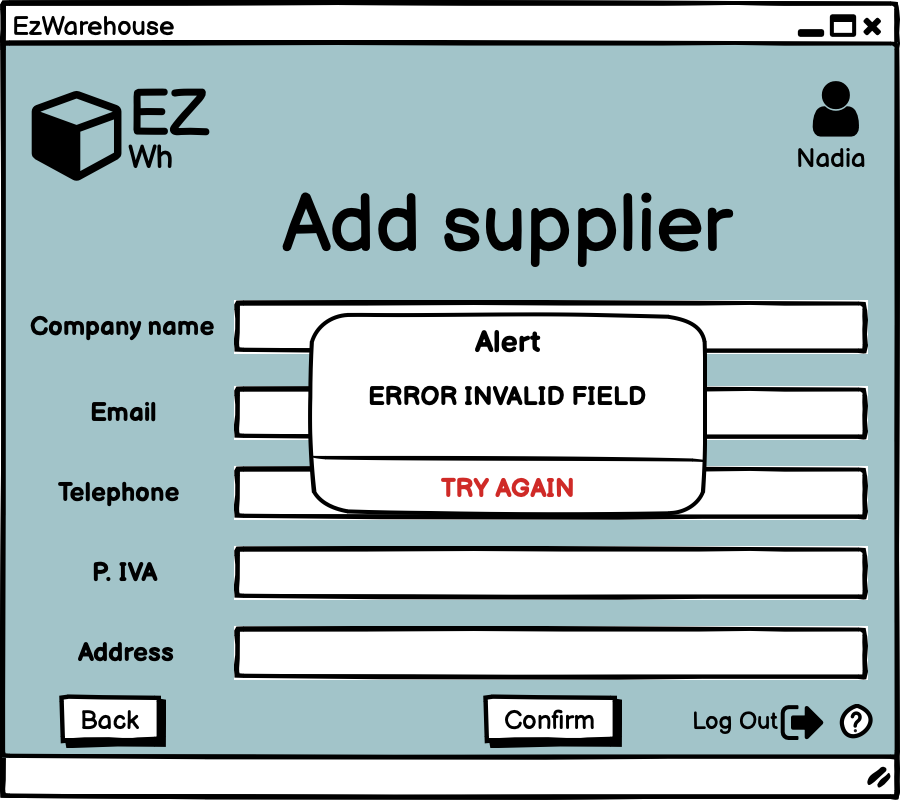 EzWarehouse
EZ
Wh
Nadia
Add supplier
Company name
Alert
ERROR INVALID FIELD
Email
Telephone
TRY AGAIN
P. IVA
Address
Back
Confirm
Log Out
?